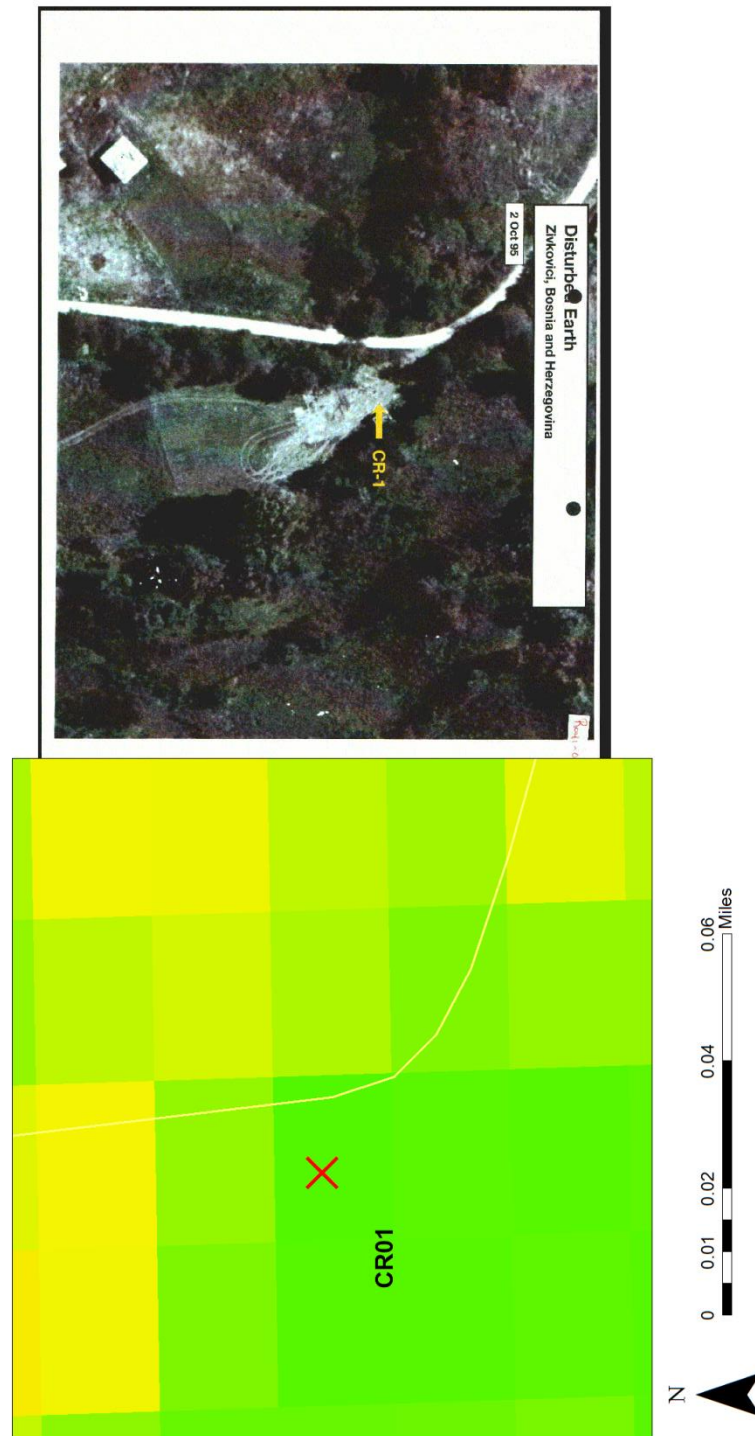 Disturbed Earth
Zivkovici, Bosnia and Herzegovina
2 Oct 95
CR-1
CR01
0
0.01
0.02
0.04
0.06
Miles
N